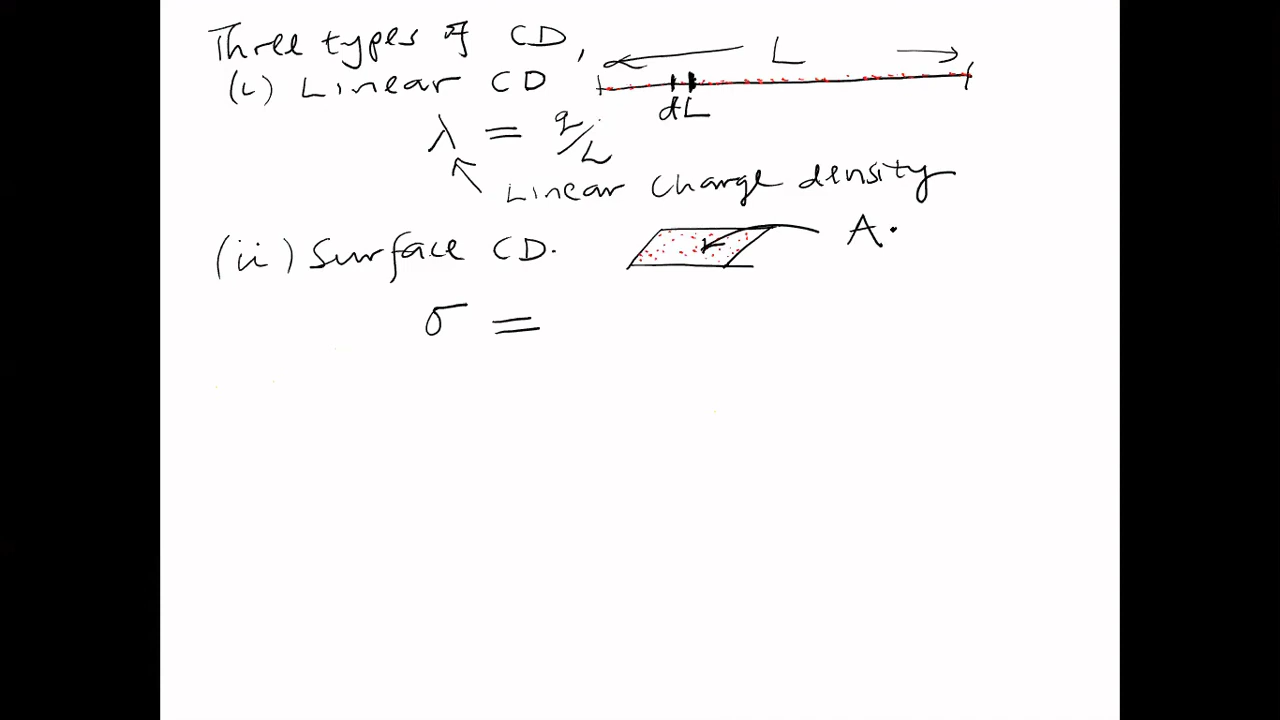 Three types of CD,
L
(i) Linear CD
dL
λ = q/L
Linear charge density
(ii) Surface CD.
A.
σ =